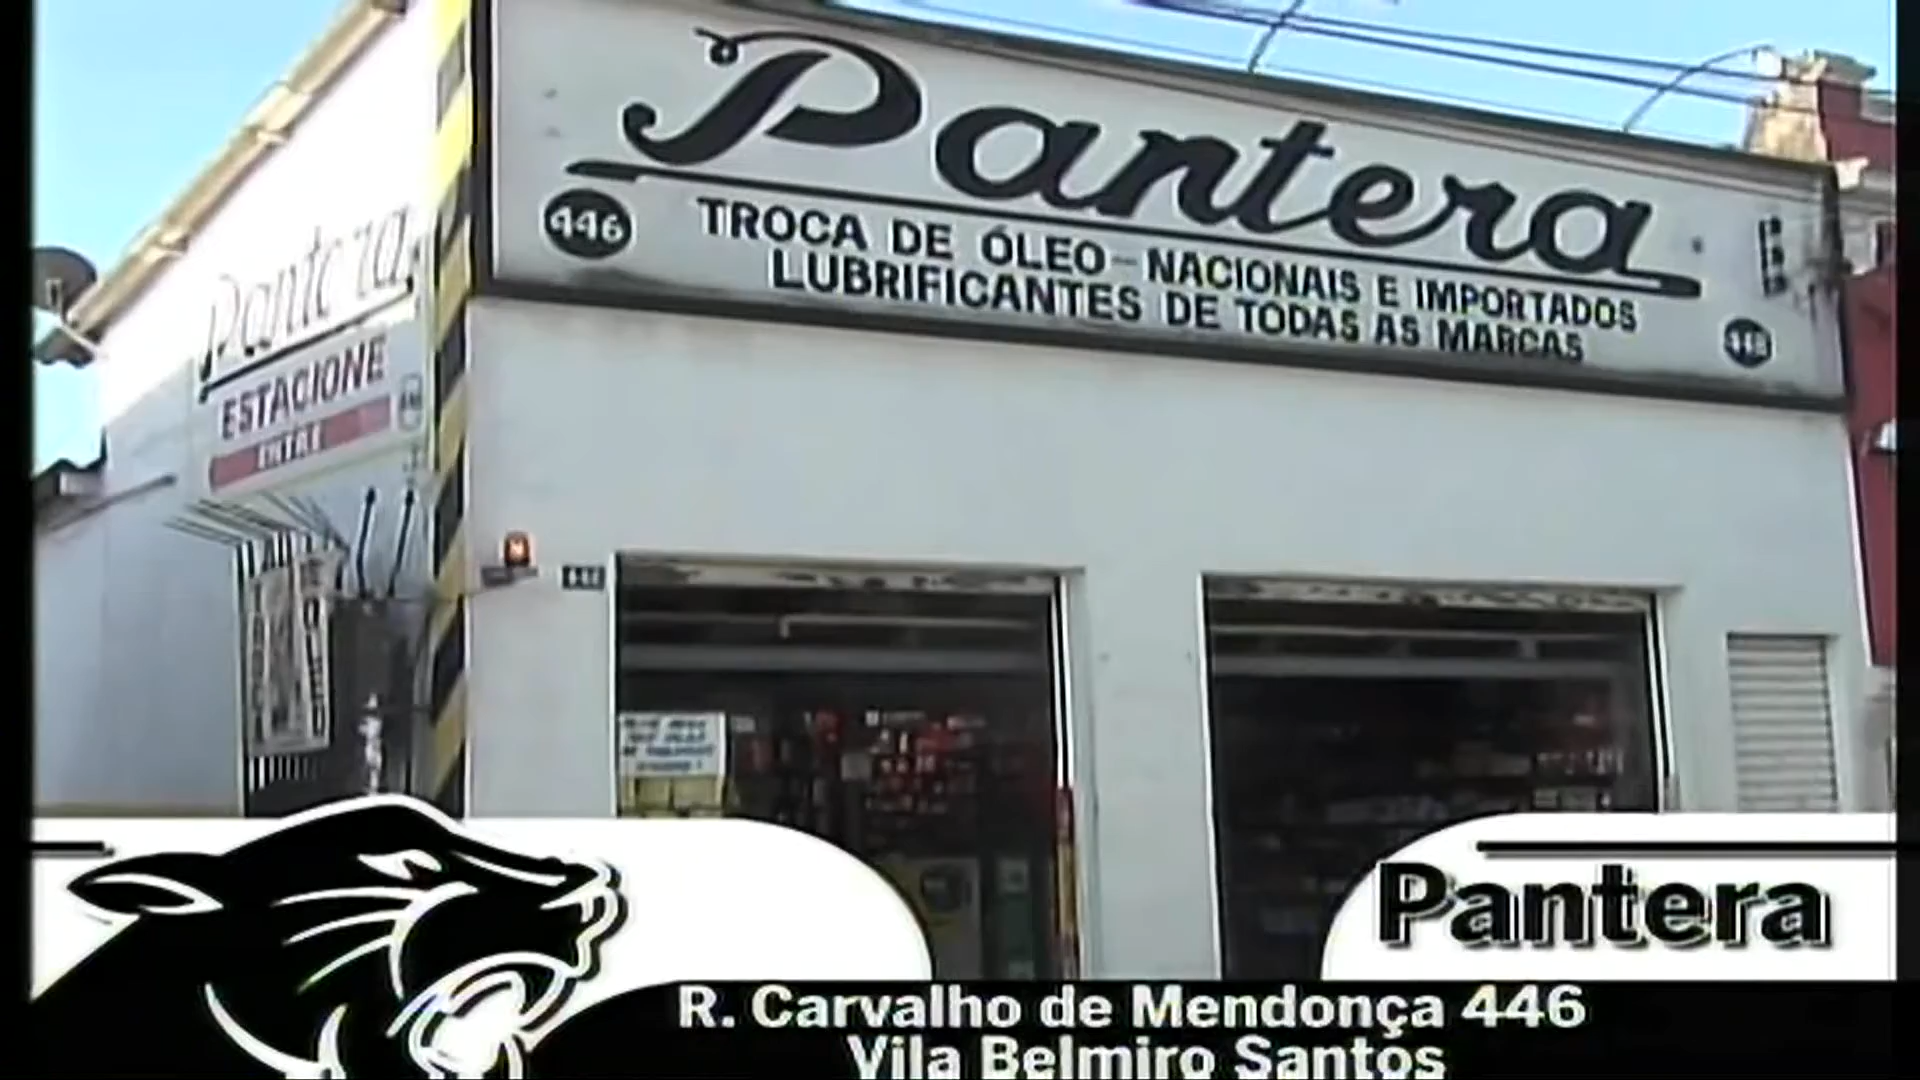 Pantera
446
TROCA DE ÓLEO - NACIONAIS E IMPORTADOS
LUBRIFICANTES DE TODAS AS MARCAS
Pantera
ESTACIONE
ENTRE
Pantera
R. Carvalho de Mendonça 446
Vila Belmiro Santos